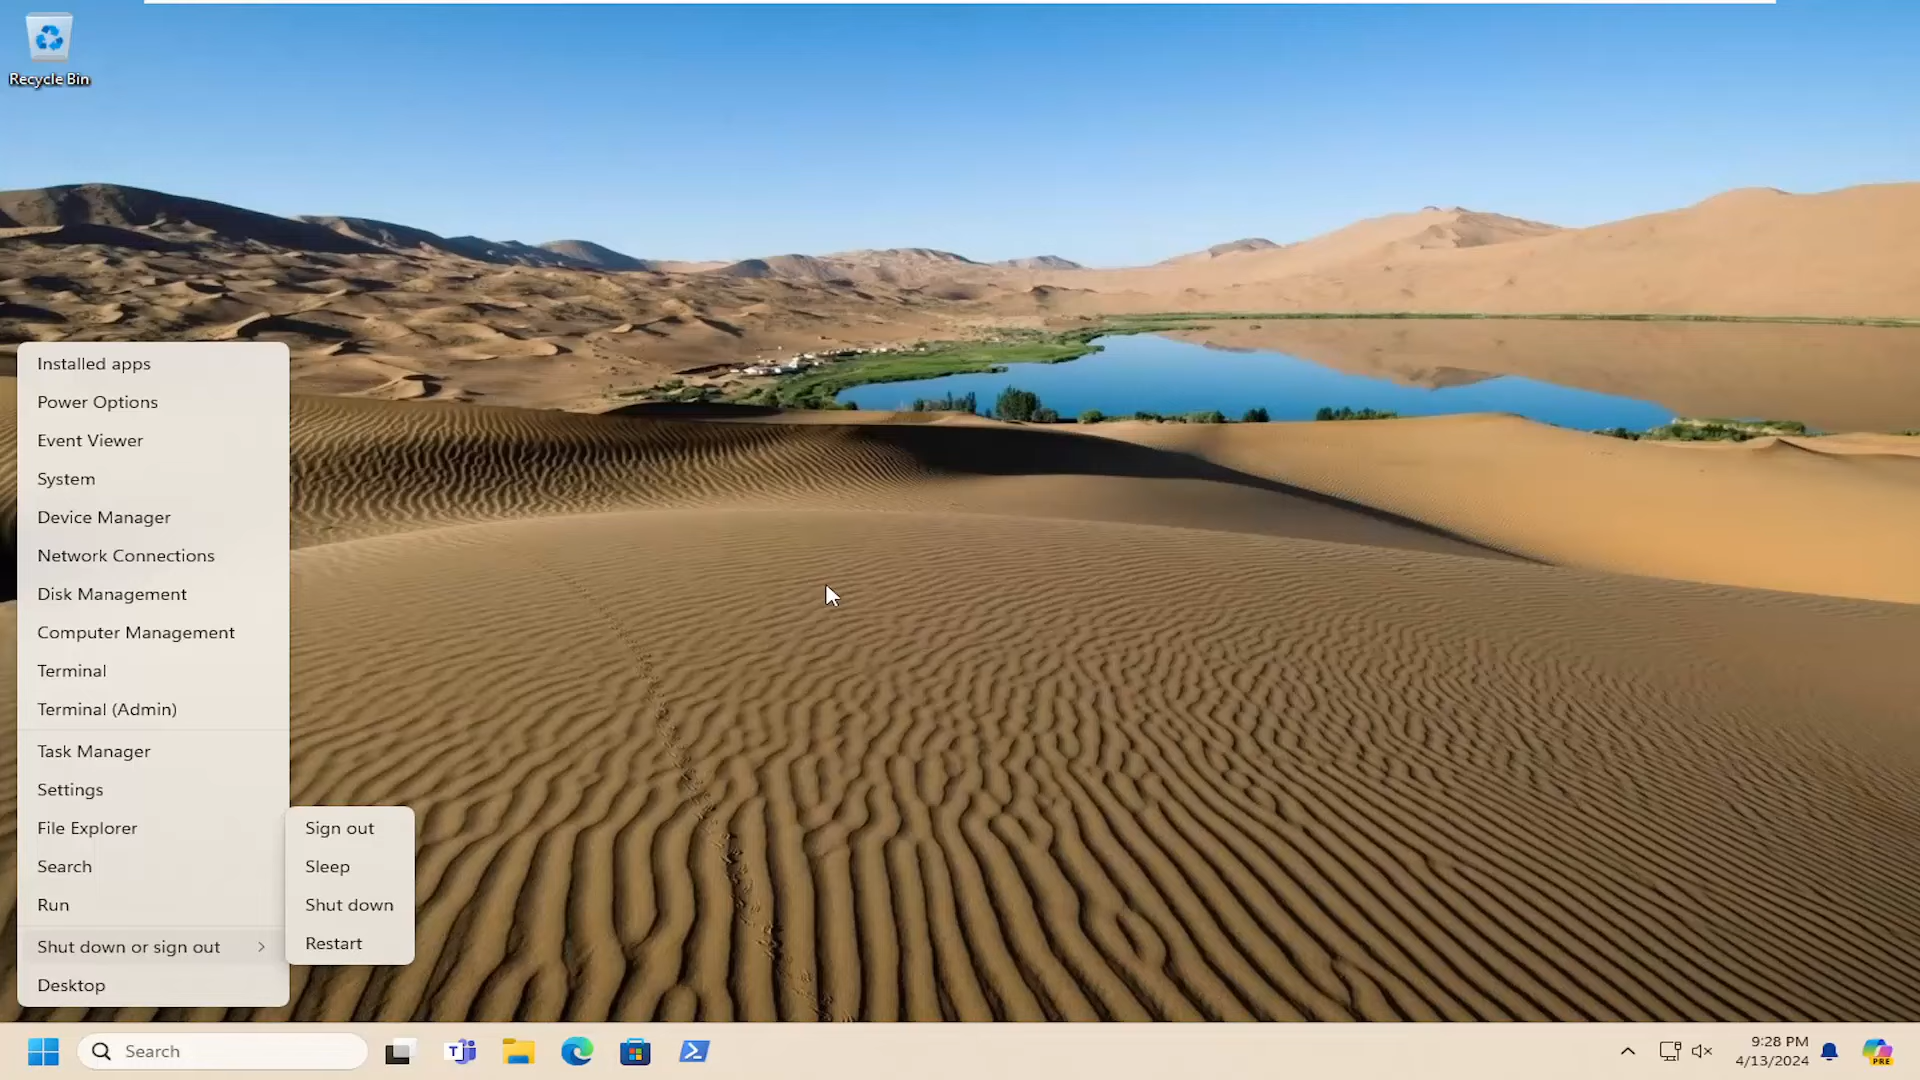 Recycle Bin
Installed apps
Power Options
Event Viewer
System
Device Manager
Network Connections
Disk Management
Computer Management
Terminal
Terminal (Admin)
Task Manager
Settings
File Explorer
Search
Run
Shut down or sign out
Desktop
Sign out
Sleep
Shut down
Restart
Search
T
9:28 PM
4/13/2024
PRE